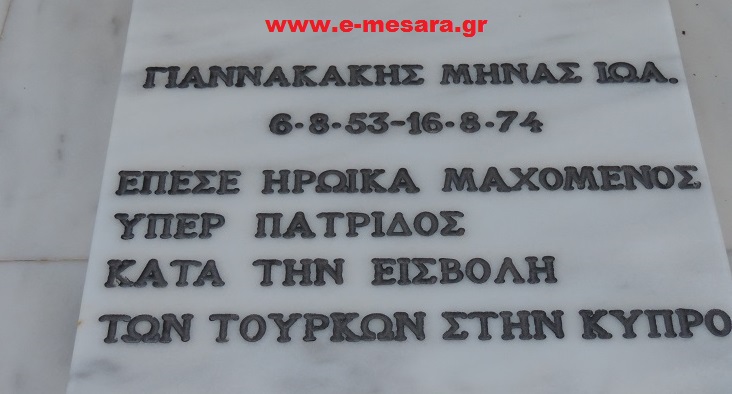 www.e-mesara.gr
ΓΙΑΝΝΑΚΑΚΗΣ ΜΗΝΑΣ ΙΩΑ.
6·8·53-16·8·74
ΕΠΕΣΕ ΗΡΩΙΚΑ ΜΑΧΟΜΕΝΟΣ
ΥΠΕΡ ΠΑΤΡΙΔΟΣ
ΚΑΤΑ ΤΗΝ ΕΙΣΒΟΛΗ
ΤΩΝ ΤΟΥΡΚΩΝ ΣΤΗΝ ΚΥΠΡΟ